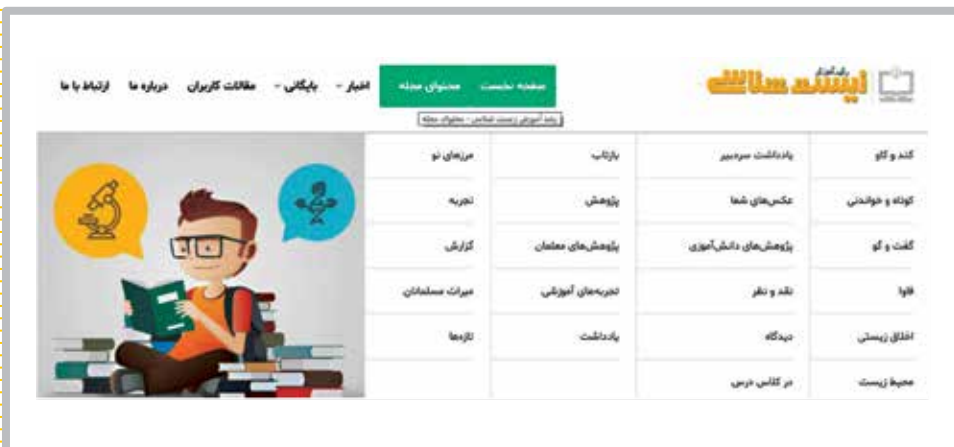 رشد آموزش
زیست شناسی
صفحه نخست محتوای مجله اخبار بایگانی مقالات کاربران درباره ما ارتباط با ما
رشد آموزش زیست شناسی - محتوای مجله
کند و کاو یادداشت سردبیر بازتاب مرزهای نو
کوتاه و خواندنی عکس‌های شما پژوهش تجربه
گفت و گو پژوهش‌های دانش‌آموزی پژوهش‌های معلمان گزارش
فاوا نقد و نظر تجربه‌های آموزشی میراث مسلمانان
اخلاق زیستی دیدگاه یادداشت تازه‌ها
محیط زیست در کلاس درس